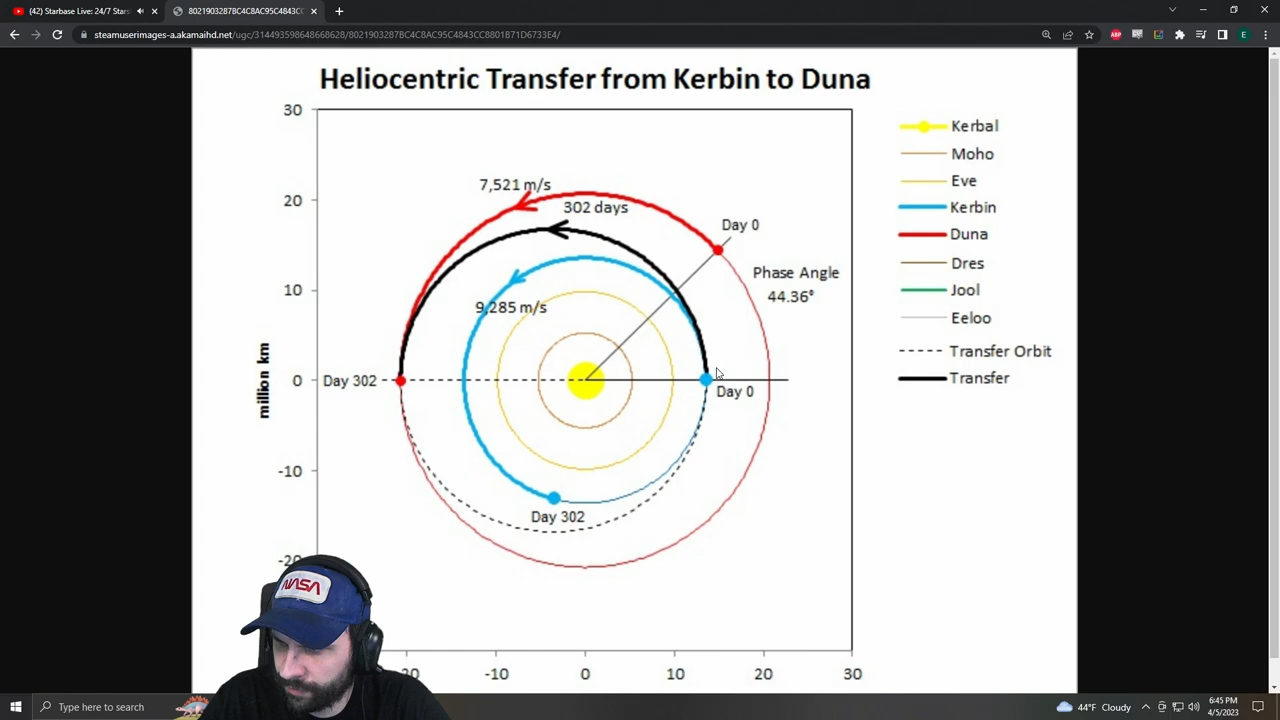 (42) Starbase Live: 24/7 Stars
8021903287BC4C8AC95C4843CC
steamuserimages-a.akamaihd.net/ugc/314493598648668628/8021903287BC4C8AC95C4843CC8801B71D6733E4/
Heliocentric Transfer from Kerbin to Duna
30
20
10
0
-10
-20
million km
7,521 m/s
302 days
Day 0
Phase Angle
44.36°
9,285 m/s
Day 302
Day 0
Day 302
-10
0
10
20
30
Kerbal
Moho
Eve
Kerbin
Duna
Dres
Jool
Eeloo
Transfer Orbit
Transfer
NASA
Type here to search
44°F Cloudy
6:45 PM
4/5/2023
ABP
E